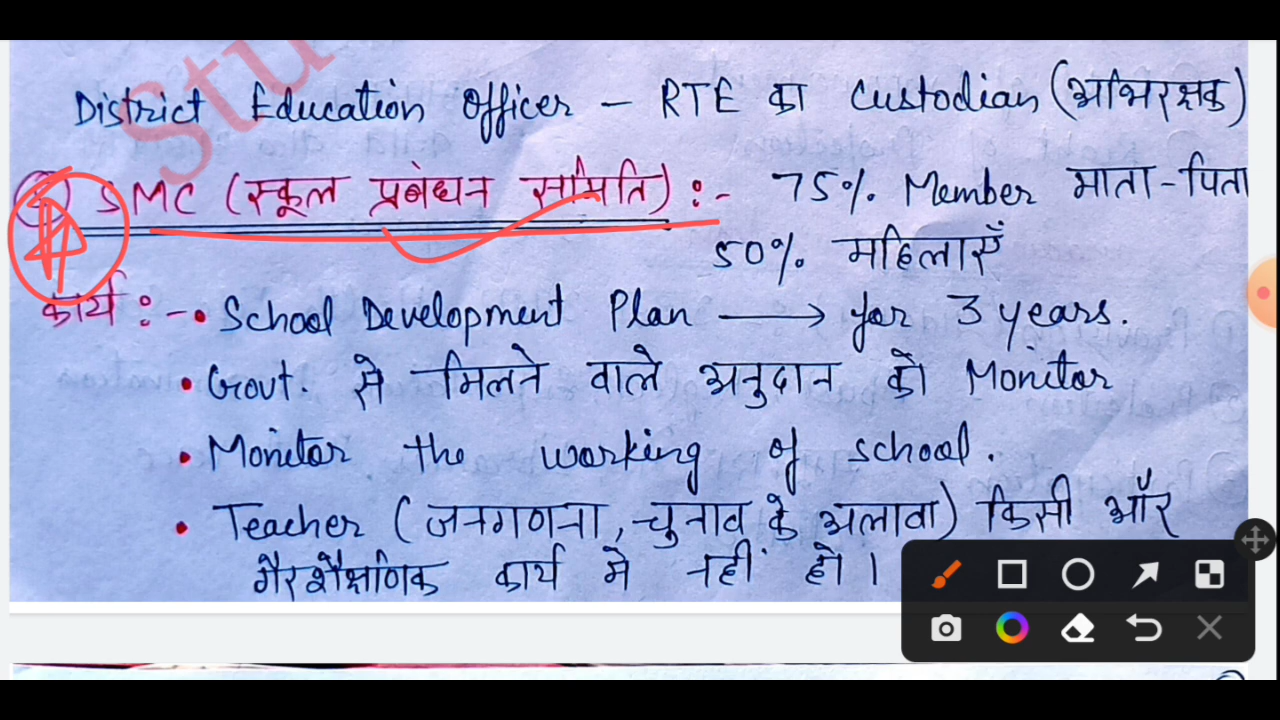 Stu
District Education Officer – RTE का Custodian (अभिरक्षक)
SMC (स्कूल प्रबंधन समिति) :- 75% Member माता-पिता
50% महिलाएँ
कार्य :- • School Development Plan → for 3 years.
• Govt. से मिलने वाले अनुदान को Monitor
• Monitor the working of school.
• Teacher (जनगणना, चुनाव के अलावा) किसी और
गैरशैक्षणिक कार्य मे नहीं हो।